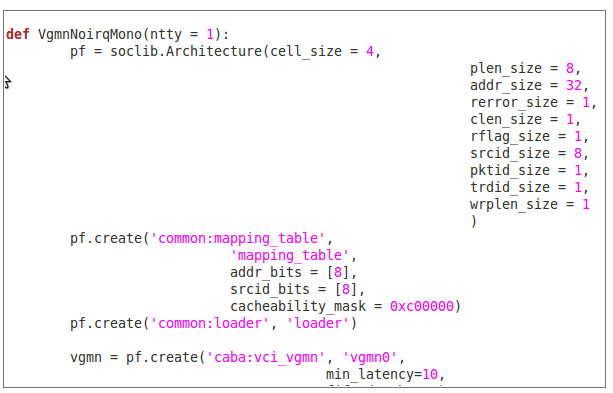 def VgmnNoirqMono(ntty = 1):
pf = soclib.Architecture(cell_size = 4,
plen_size = 8,
addr_size = 32,
rerror_size = 1,
clen_size = 1,
rflag_size = 1,
srcid_size = 8,
pktid_size = 1,
trdid_size = 1,
wrplen_size = 1
)
pf.create('common:mapping_table',
'mapping_table',
addr_bits = [8],
srcid_bits = [8],
cacheability_mask = 0xc00000)
pf.create('common:loader', 'loader')
vgmn = pf.create('caba:vci_vgmn', 'vgmn0',
min_latency=10,